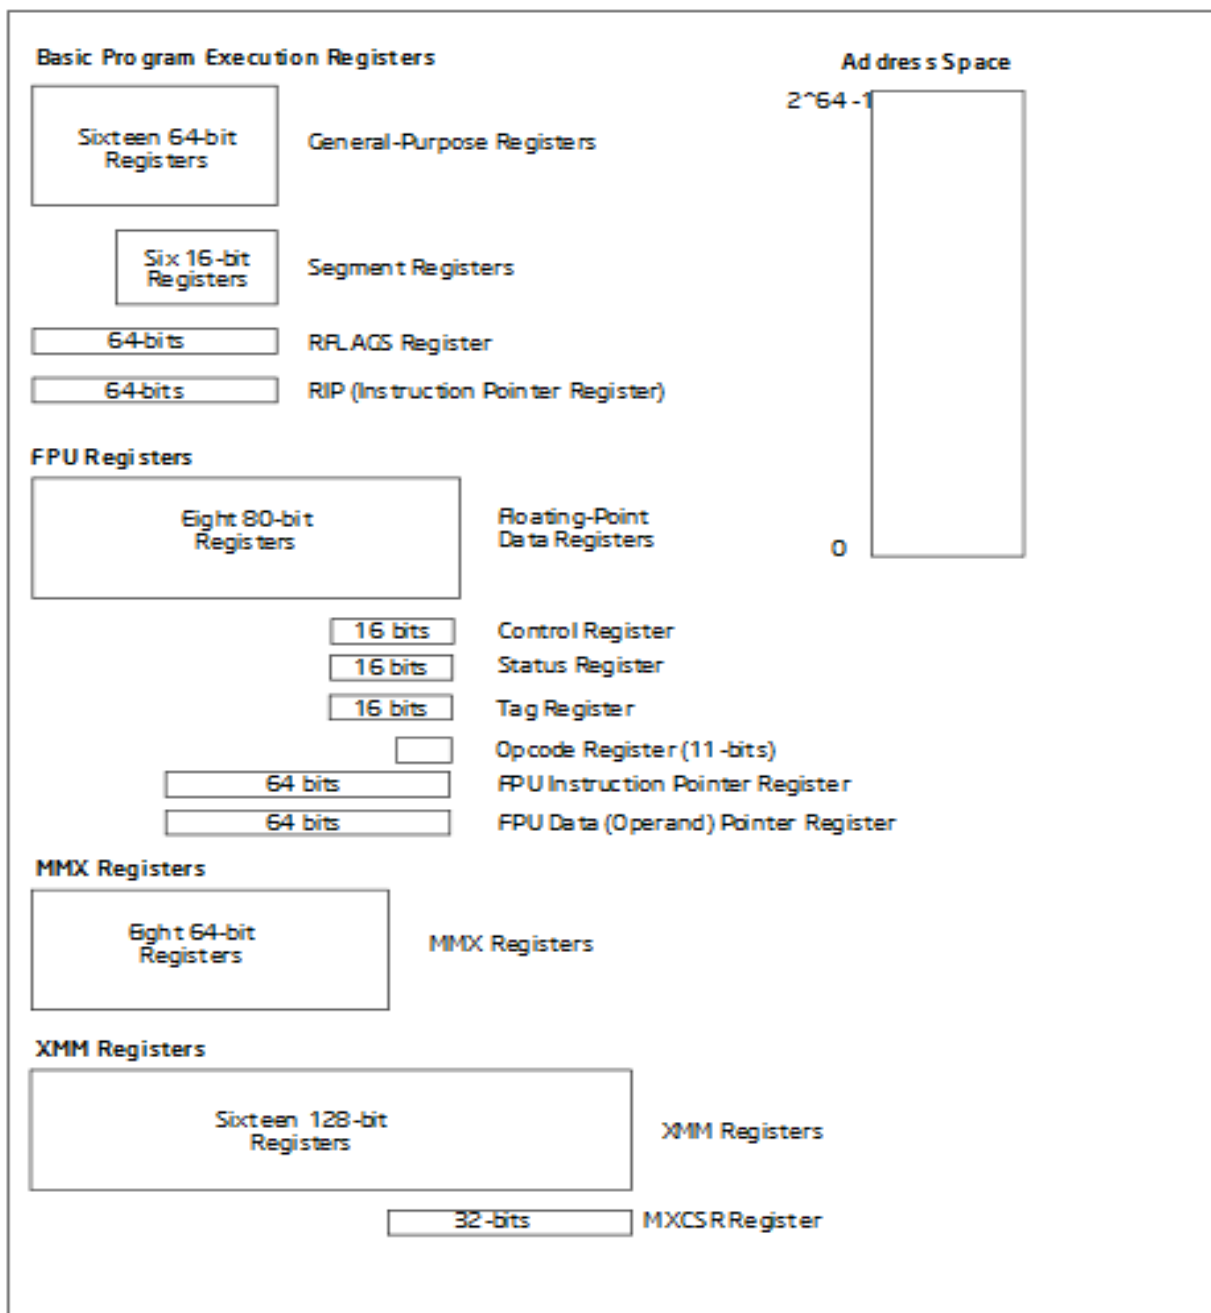 Basic Program Execution Registers
Address Space
2^64 -1
Sixteen 64-bit
Registers
General-Purpose Registers
Six 16-bit
Registers
Segment Registers
64-bits
RFLAGS Register
64-bits
RIP (Instruction Pointer Register)
FPU Registers
Eight 80-bit
Registers
Floating-Point
Data Registers
0
16 bits
Control Register
16 bits
Status Register
16 bits
Tag Register
Opcode Register (11-bits)
64 bits
FPU Instruction Pointer Register
64 bits
FPU Data (Operand) Pointer Register
MMX Registers
Eight 64-bit
Registers
MMX Registers
XMM Registers
Sixteen 128-bit
Registers
XMM Registers
32-bits
MXCSR Register